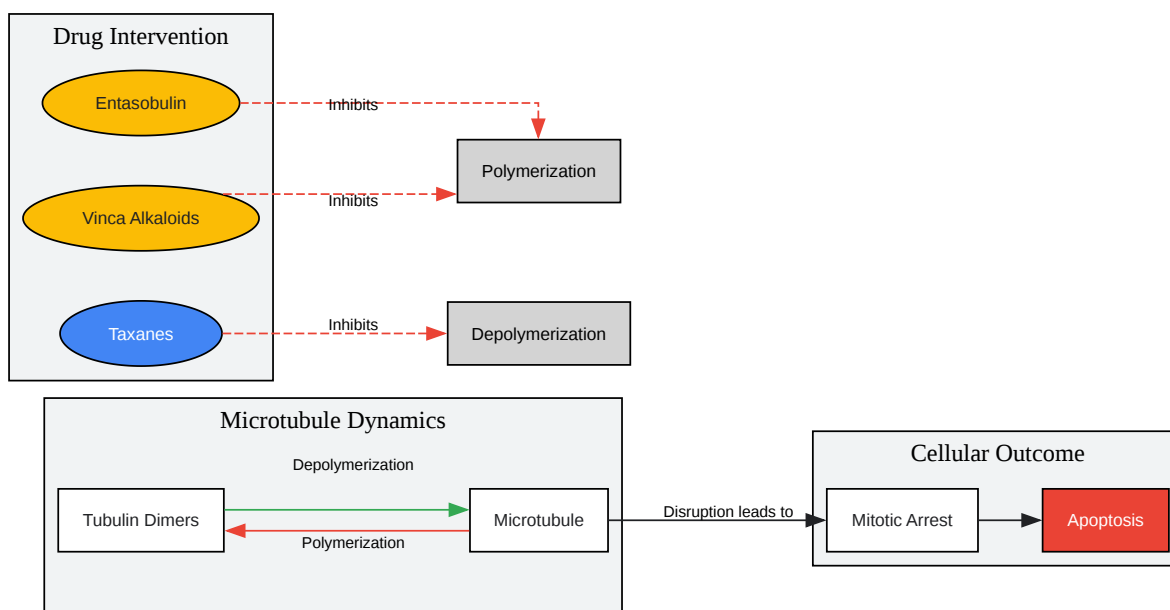 Drug Intervention
Entasobulin
Inhibits
Polymerization
Vinca Alkaloids
Inhibits
Taxanes
Inhibits
Depolymerization
Microtubule Dynamics
Depolymerization
Tubulin Dimers
Microtubule
Polymerization
Disruption leads to
Cellular Outcome
Mitotic Arrest
Apoptosis